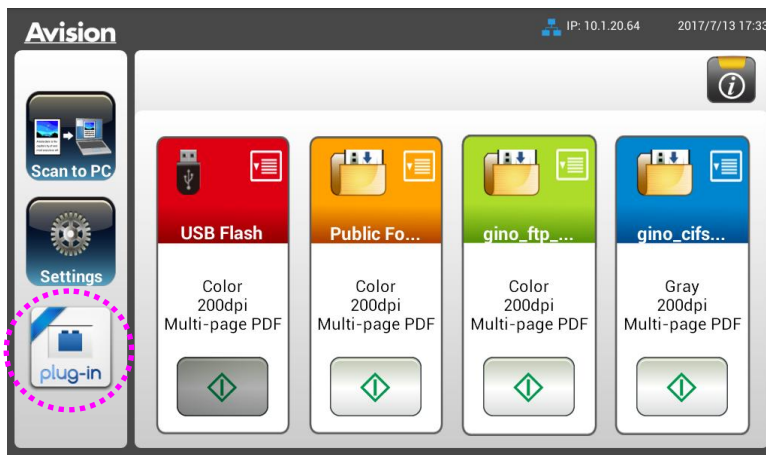 Avision
IP: 10.1.20.64
2017/7/13 17:33
Scan to PC
Settings
plug-in
i
USB Flash
Color
200dpi
Multi-page PDF
Public Fo...
Color
200dpi
Multi-page PDF
gino_ftp_...
Color
200dpi
Multi-page PDF
gino_cifs...
Gray
200dpi
Multi-page PDF